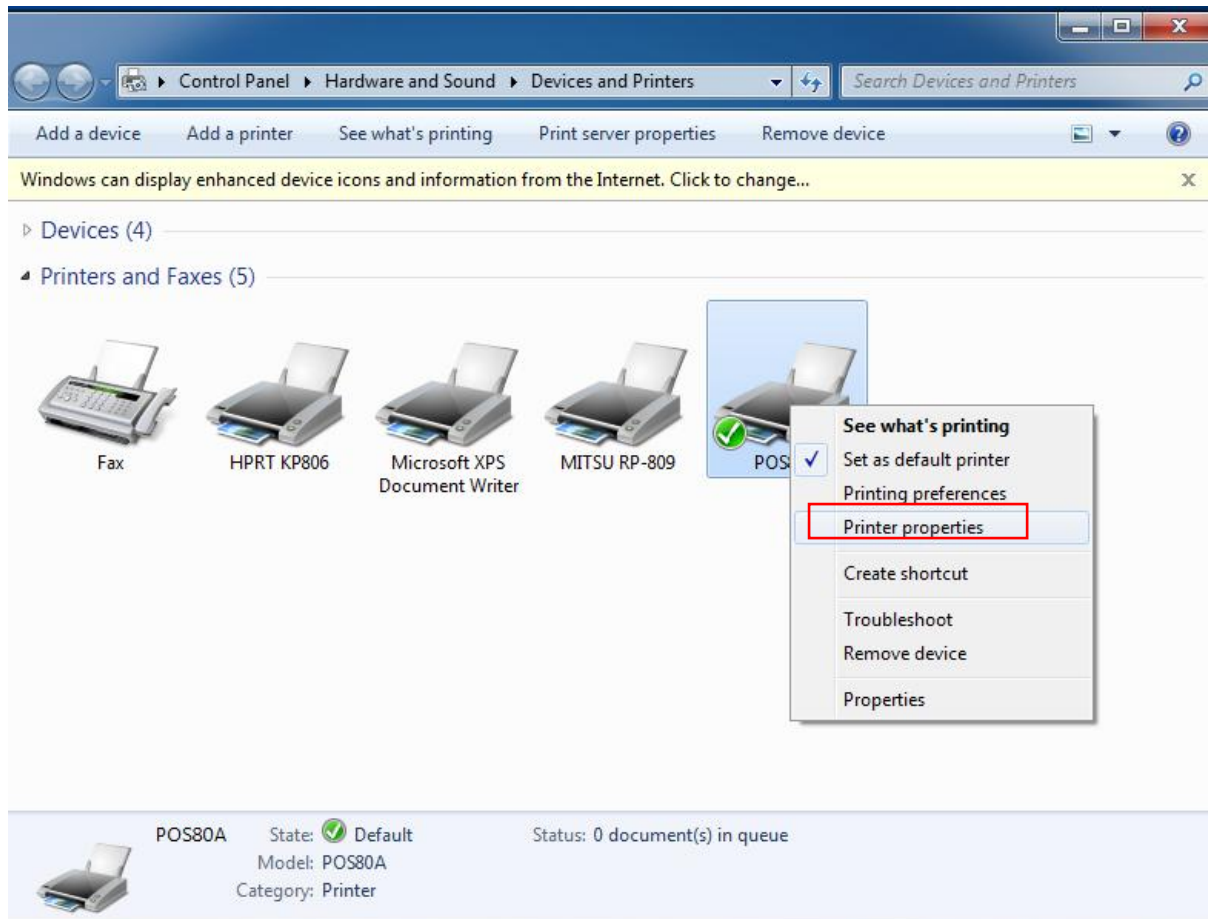 Control Panel ▸ Hardware and Sound ▸ Devices and Printers
Search Devices and Printers
Add a device Add a printer See what's printing Print server properties Remove device
Windows can display enhanced device icons and information from the Internet. Click to change...
Devices (4)
Printers and Faxes (5)
Fax
HPRT KP806
Microsoft XPS
Document Writer
MITSU RP-809
See what's printing
Set as default printer
Printing preferences
Printer properties
Create shortcut
Troubleshoot
Remove device
Properties
POS80A State: Default Status: 0 document(s) in queue
Model: POS80A
Category: Printer